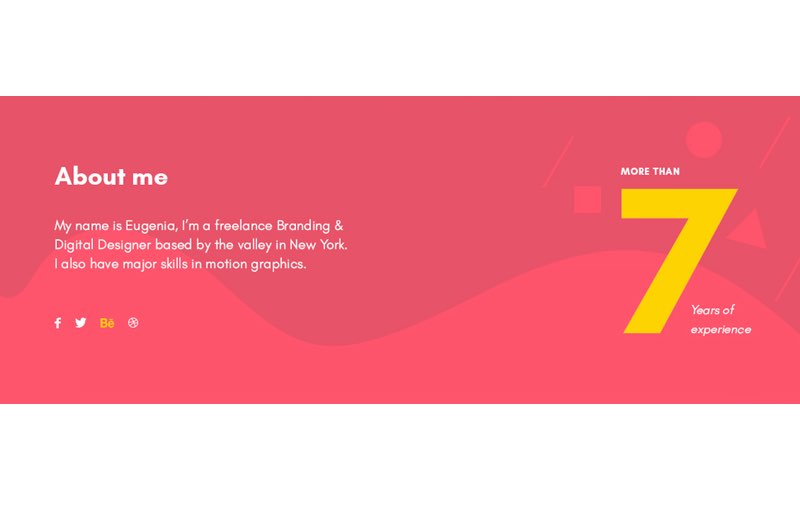 About me
My name is Eugenia, I'm a freelance Branding &
Digital Designer based by the valley in New York.
I also have major skills in motion graphics.
Bē
MORE THAN
7
Years of
experience